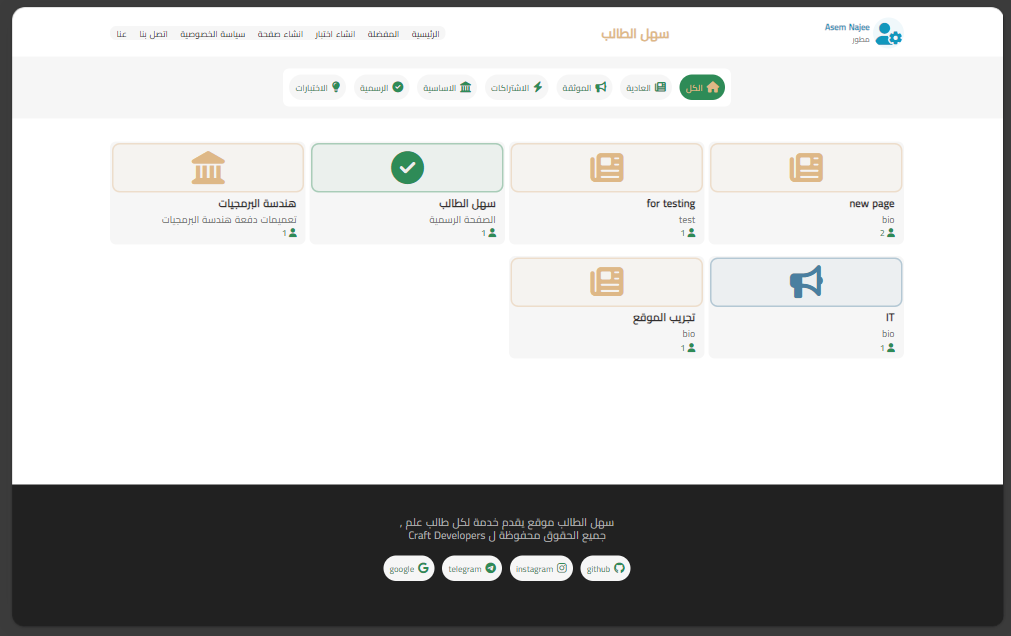 Asem Najee
مطور
سهل الطالب
الرئيسية المفضلة انشاء اختبار انشاء صفحة سياسة الخصوصية اتصل بنا عنا
الكل العادية الموثقة الاشتراكات الاساسية الرسمية الاختبارات
new page
bio
2
for testing
test
1
سهل الطالب
الصفحة الرسمية
1
هندسة البرمجيات
تعميمات دفعة هندسة البرمجيات
1
IT
bio
1
تجريب الموقع
bio
1
سهل الطالب موقع يقدم خدمة لكل طالب علم ,
جميع الحقوق محفوظة ل Craft Developers
github instagram telegram google